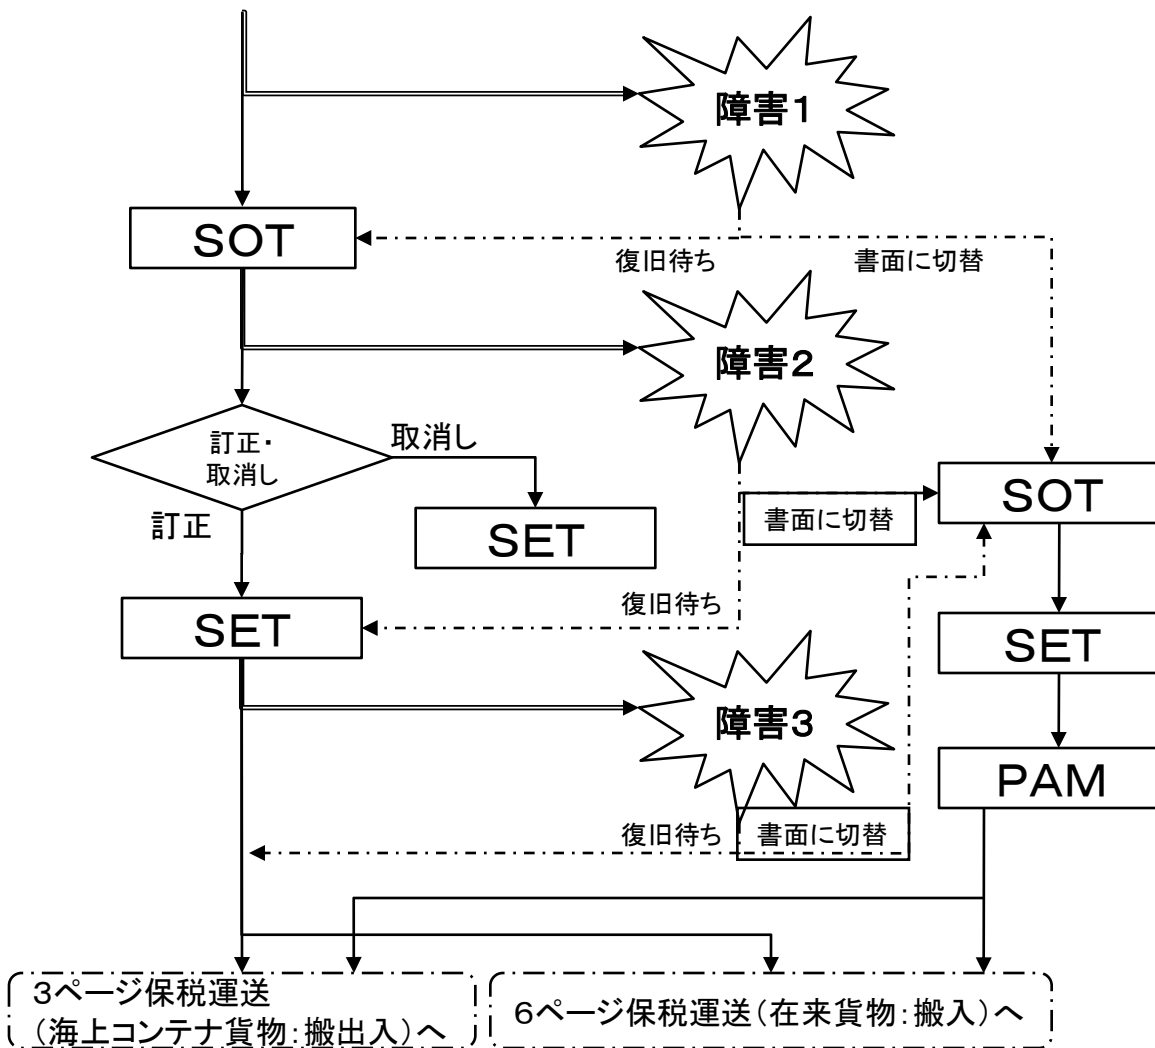 障害1
SOT
復旧待ち
書面に切替
障害2
訂正・
取消し
取消し
訂正
SET
書面に切替
SOT
復旧待ち
SET
SET
障害3
PAM
復旧待ち
書面に切替
3ページ保税運送
(海上コンテナ貨物:搬出入)へ
6ページ保税運送(在来貨物:搬入)へ